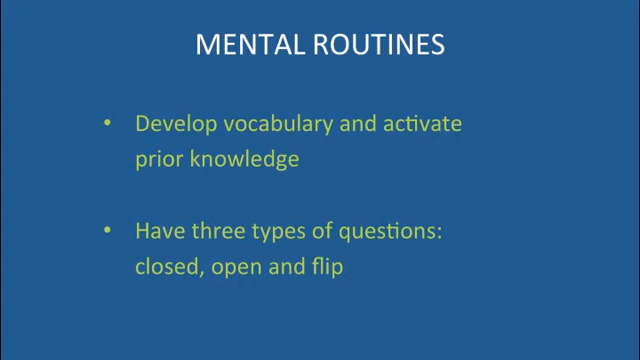 MENTAL ROUTINES
• Develop vocabulary and activate
prior knowledge
• Have three types of questions:
closed, open and flip